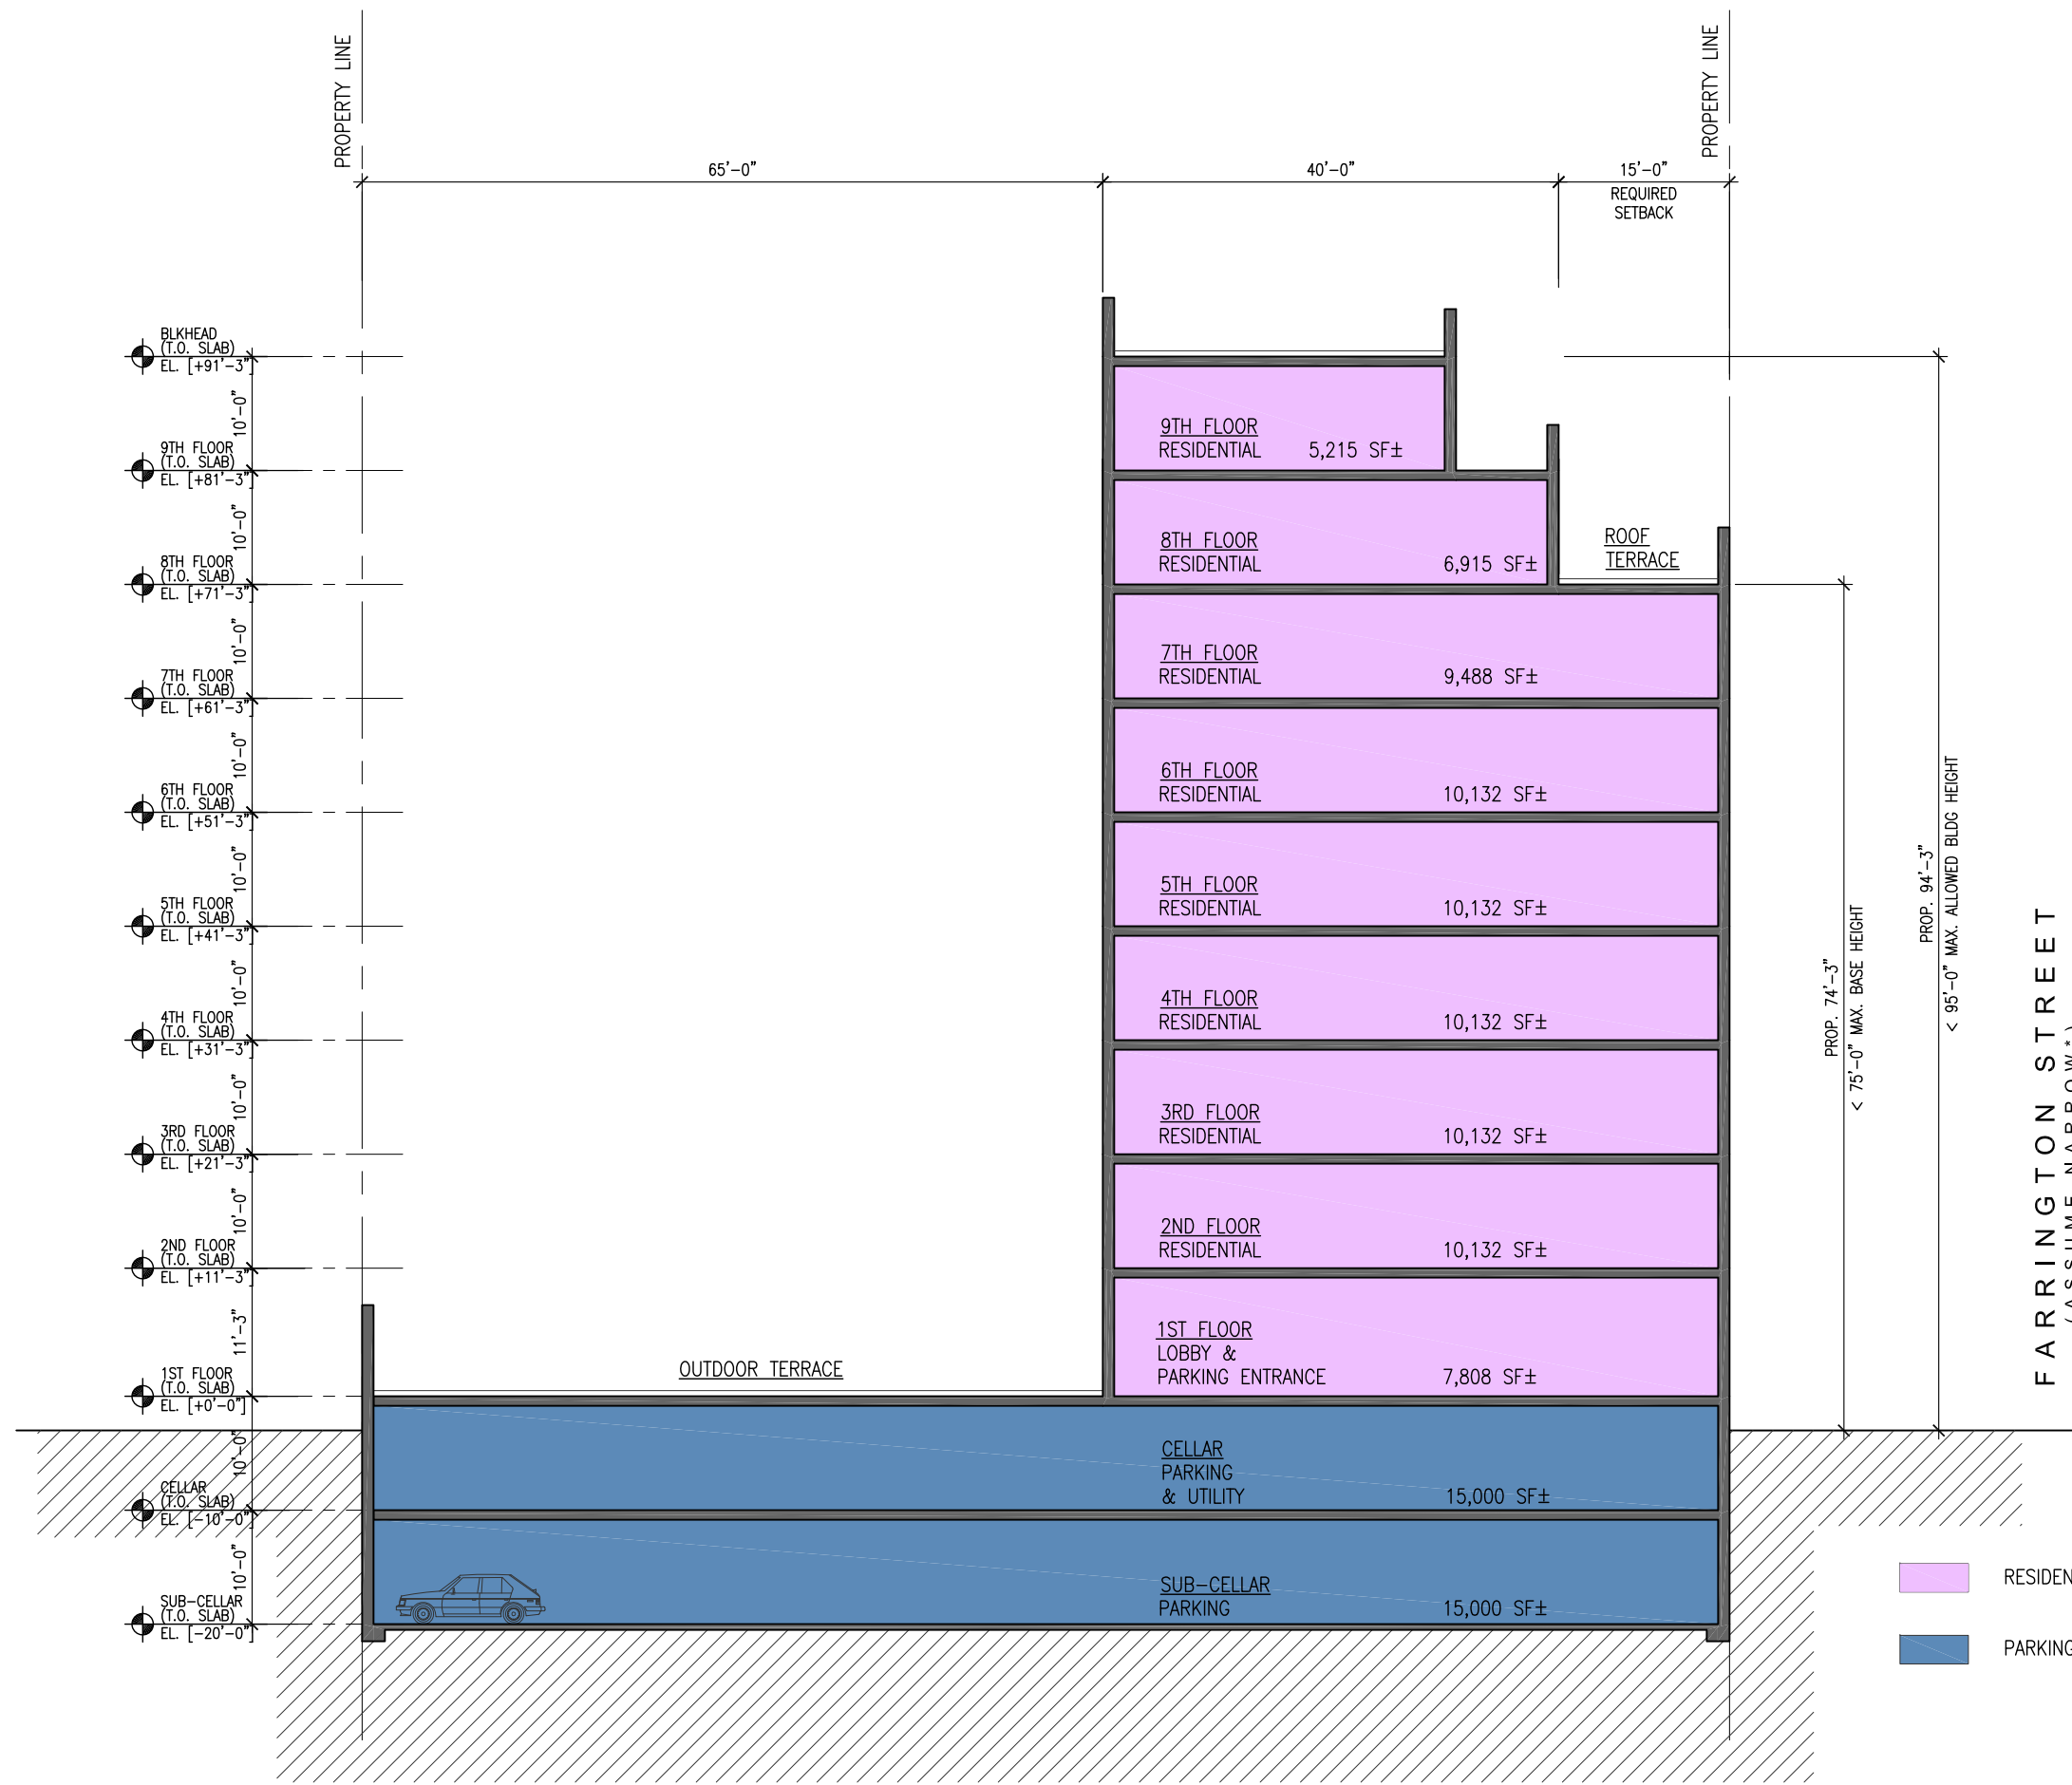 PROPERTY LINE
PROPERTY LINE
65'-0"
40'-0"
15'-0"
REQUIRED
SETBACK
BLKHEAD
(T.O. SLAB)
EL. [+91'-3"]
10'-0"
9TH FLOOR
(T.O. SLAB)
EL. [+81'-3"]
10'-0"
8TH FLOOR
(T.O. SLAB)
EL. [+71'-3"]
10'-0"
7TH FLOOR
(T.O. SLAB)
EL. [+61'-3"]
10'-0"
6TH FLOOR
(T.O. SLAB)
EL. [+51'-3"]
10'-0"
5TH FLOOR
(T.O. SLAB)
EL. [+41'-3"]
10'-0"
4TH FLOOR
(T.O. SLAB)
EL. [+31'-3"]
10'-0"
3RD FLOOR
(T.O. SLAB)
EL. [+21'-3"]
10'-0"
2ND FLOOR
(T.O. SLAB)
EL. [+11'-3"]
11'-3"
1ST FLOOR
(T.O. SLAB)
EL. [+0'-0"]
10'-0"
CELLAR
(T.O. SLAB)
EL. [-10'-0"]
10'-0"
SUB-CELLAR
(T.O. SLAB)
EL. [-20'-0"]
9TH FLOOR
RESIDENTIAL 5,215 SF±
8TH FLOOR
RESIDENTIAL 6,915 SF±
ROOF
TERRACE
7TH FLOOR
RESIDENTIAL 9,488 SF±
6TH FLOOR
RESIDENTIAL 10,132 SF±
5TH FLOOR
RESIDENTIAL 10,132 SF±
4TH FLOOR
RESIDENTIAL 10,132 SF±
3RD FLOOR
RESIDENTIAL 10,132 SF±
2ND FLOOR
RESIDENTIAL 10,132 SF±
1ST FLOOR
LOBBY &
PARKING ENTRANCE 7,808 SF±
OUTDOOR TERRACE
CELLAR
PARKING
& UTILITY 15,000 SF±
SUB-CELLAR
PARKING 15,000 SF±
PROP. 74'-3"
< 75'-0" MAX. BASE HEIGHT
PROP. 94'-3"
< 95'-0" MAX. ALLOWED BLDG HEIGHT
FARRINGTON STREET
(ASSUME NARROW*)
RESIDEN
PARKING